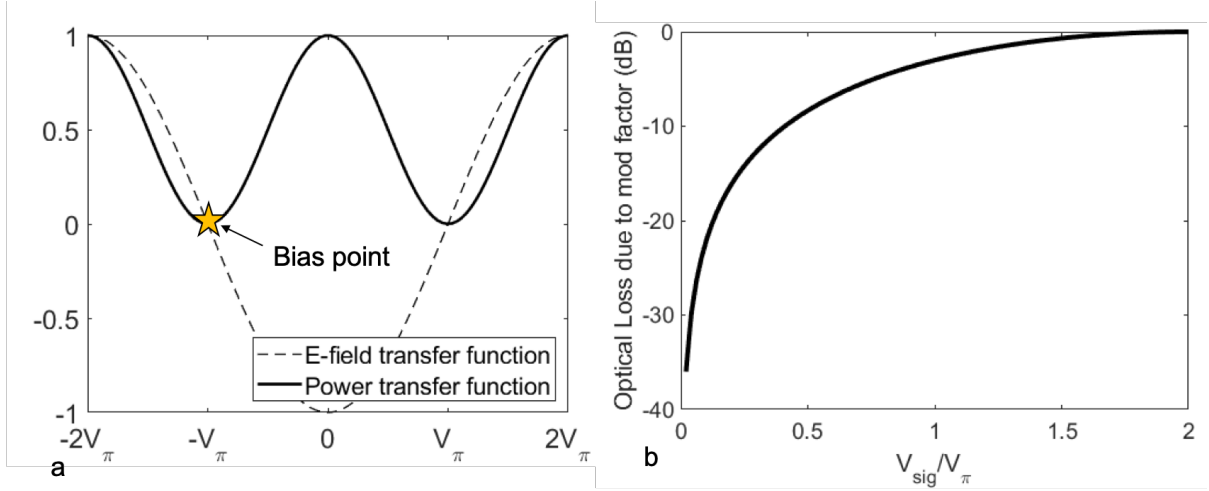 1
0.5
0
-0.5
-1
Bias point
E-field transfer function
Power transfer function
-2Vπ
-Vπ
0
Vπ
2Vπ
a
Optical Loss due to mod factor (dB)
0
-10
-20
-30
-40
0
0.5
1
1.5
2
Vsig/Vπ
b